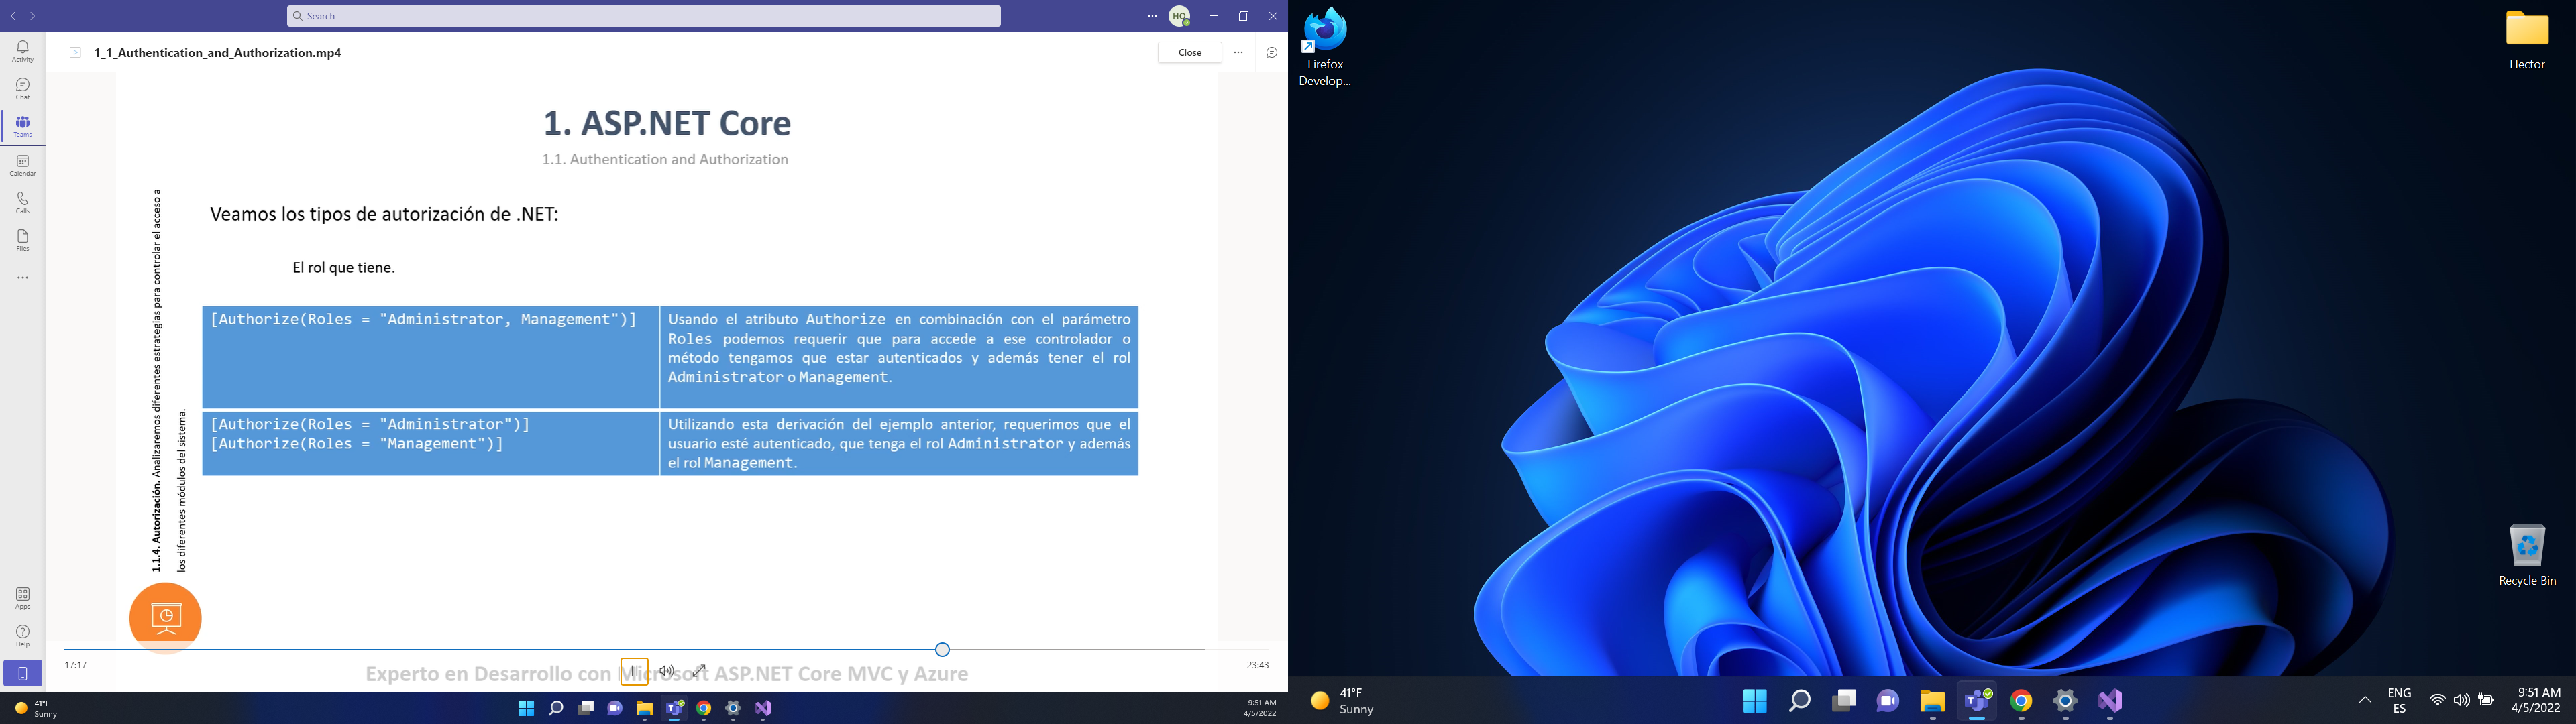 Search
HQ
Activity
Chat
Teams
Calendar
Calls
Files
Apps
Help
1_1_Authentication_and_Authorization.mp4
Close
1. ASP.NET Core
1.1. Authentication and Authorization
1.1.4. Autorización. Analizaremos diferentes estrategias para controlar el acceso a
los diferentes módulos del sistema.
Veamos los tipos de autorización de .NET:
El rol que tiene.
[Authorize(Roles = "Administrator, Management")]
Usando el atributo Authorize en combinación con el parámetro
Roles podemos requerir que para accede a ese controlador o
método tengamos que estar autenticados y además tener el rol
Administrator o Management.
[Authorize(Roles = "Administrator")]
[Authorize(Roles = "Management")]
Utilizando esta derivación del ejemplo anterior, requerimos que el
usuario esté autenticado, que tenga el rol Administrator y además
el rol Management.
17:17
23:43
Experto en Desarrollo con Microsoft ASP.NET Core MVC y Azure
41°F
Sunny
9:51 AM
4/5/2022
Firefox
Develop...
Hector
Recycle Bin
41°F
Sunny
ENG
ES
9:51 AM
4/5/2022